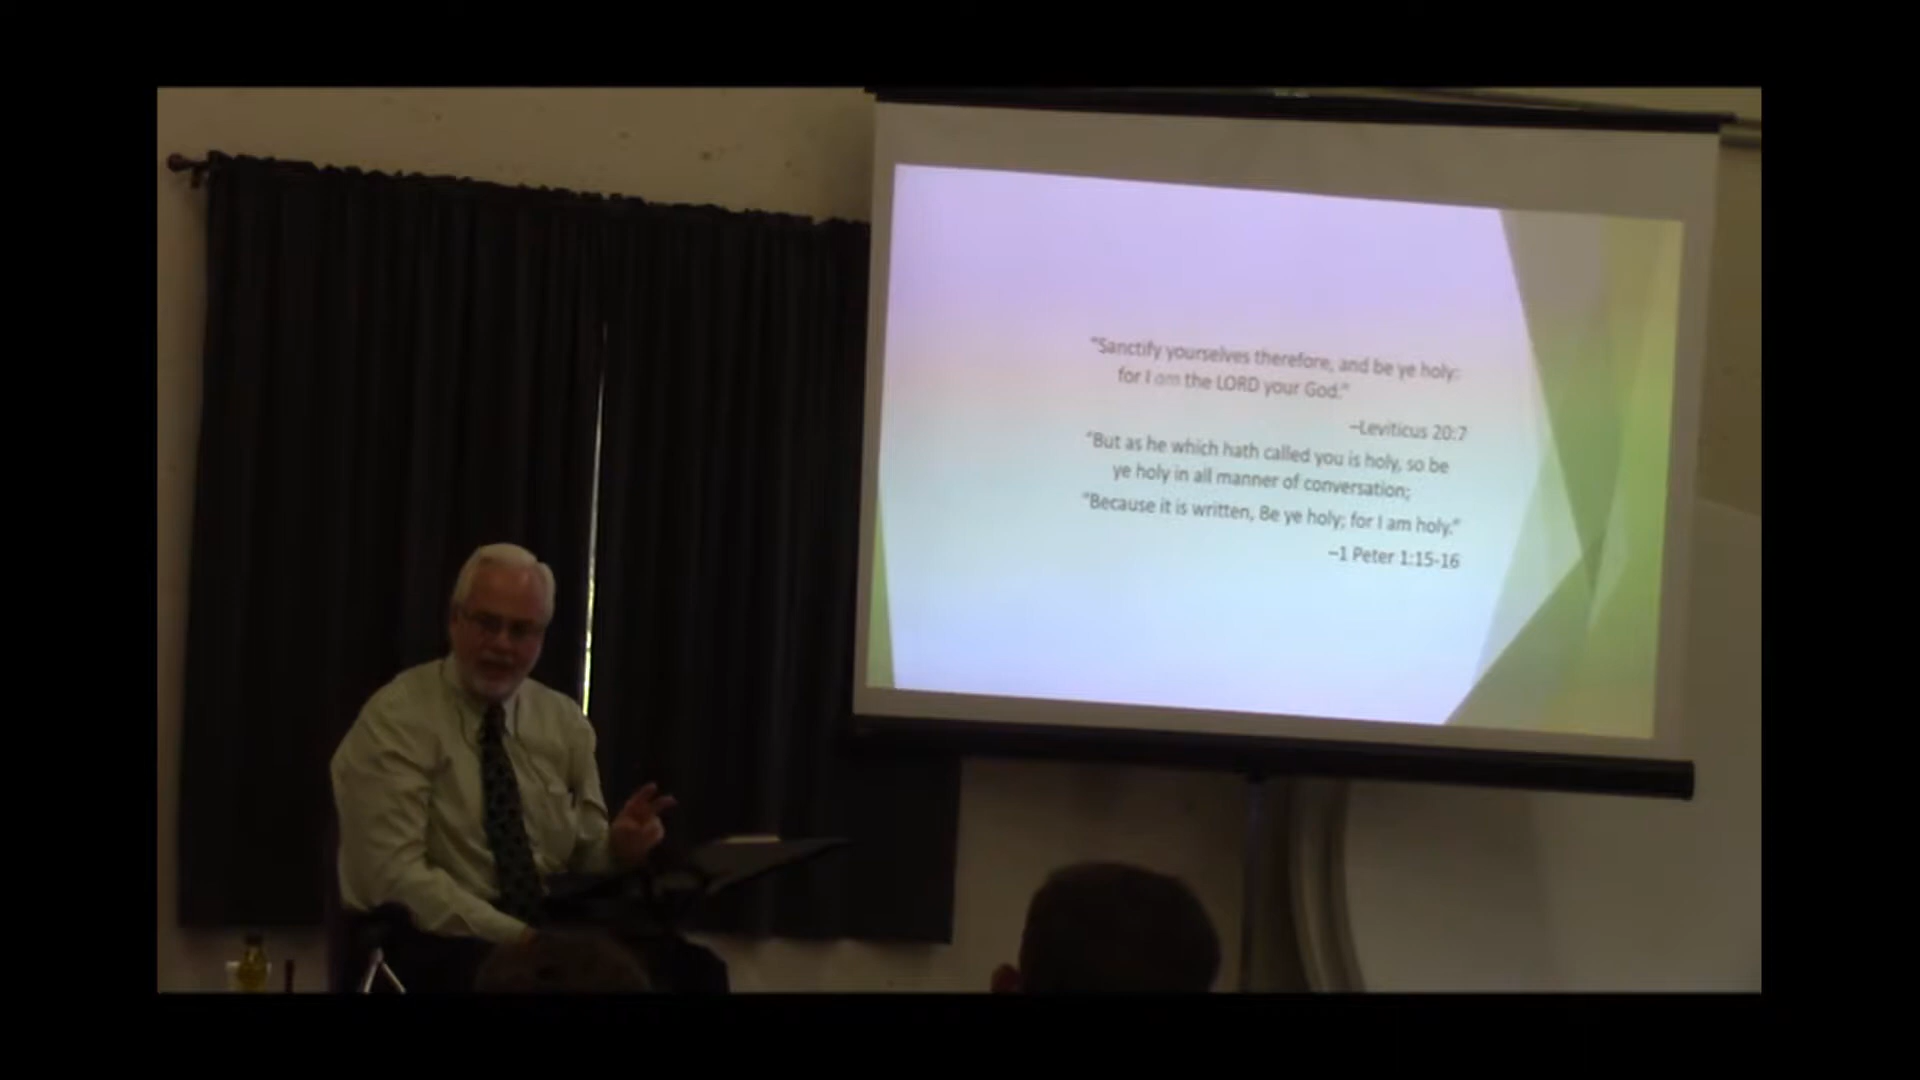 "Sanctify yourselves therefore, and be ye holy:
for I am the LORD your God."
–Leviticus 20:7
"But as he which hath called you is holy, so be
ye holy in all manner of conversation;
"Because it is written, Be ye holy; for I am holy."
–1 Peter 1:15-16